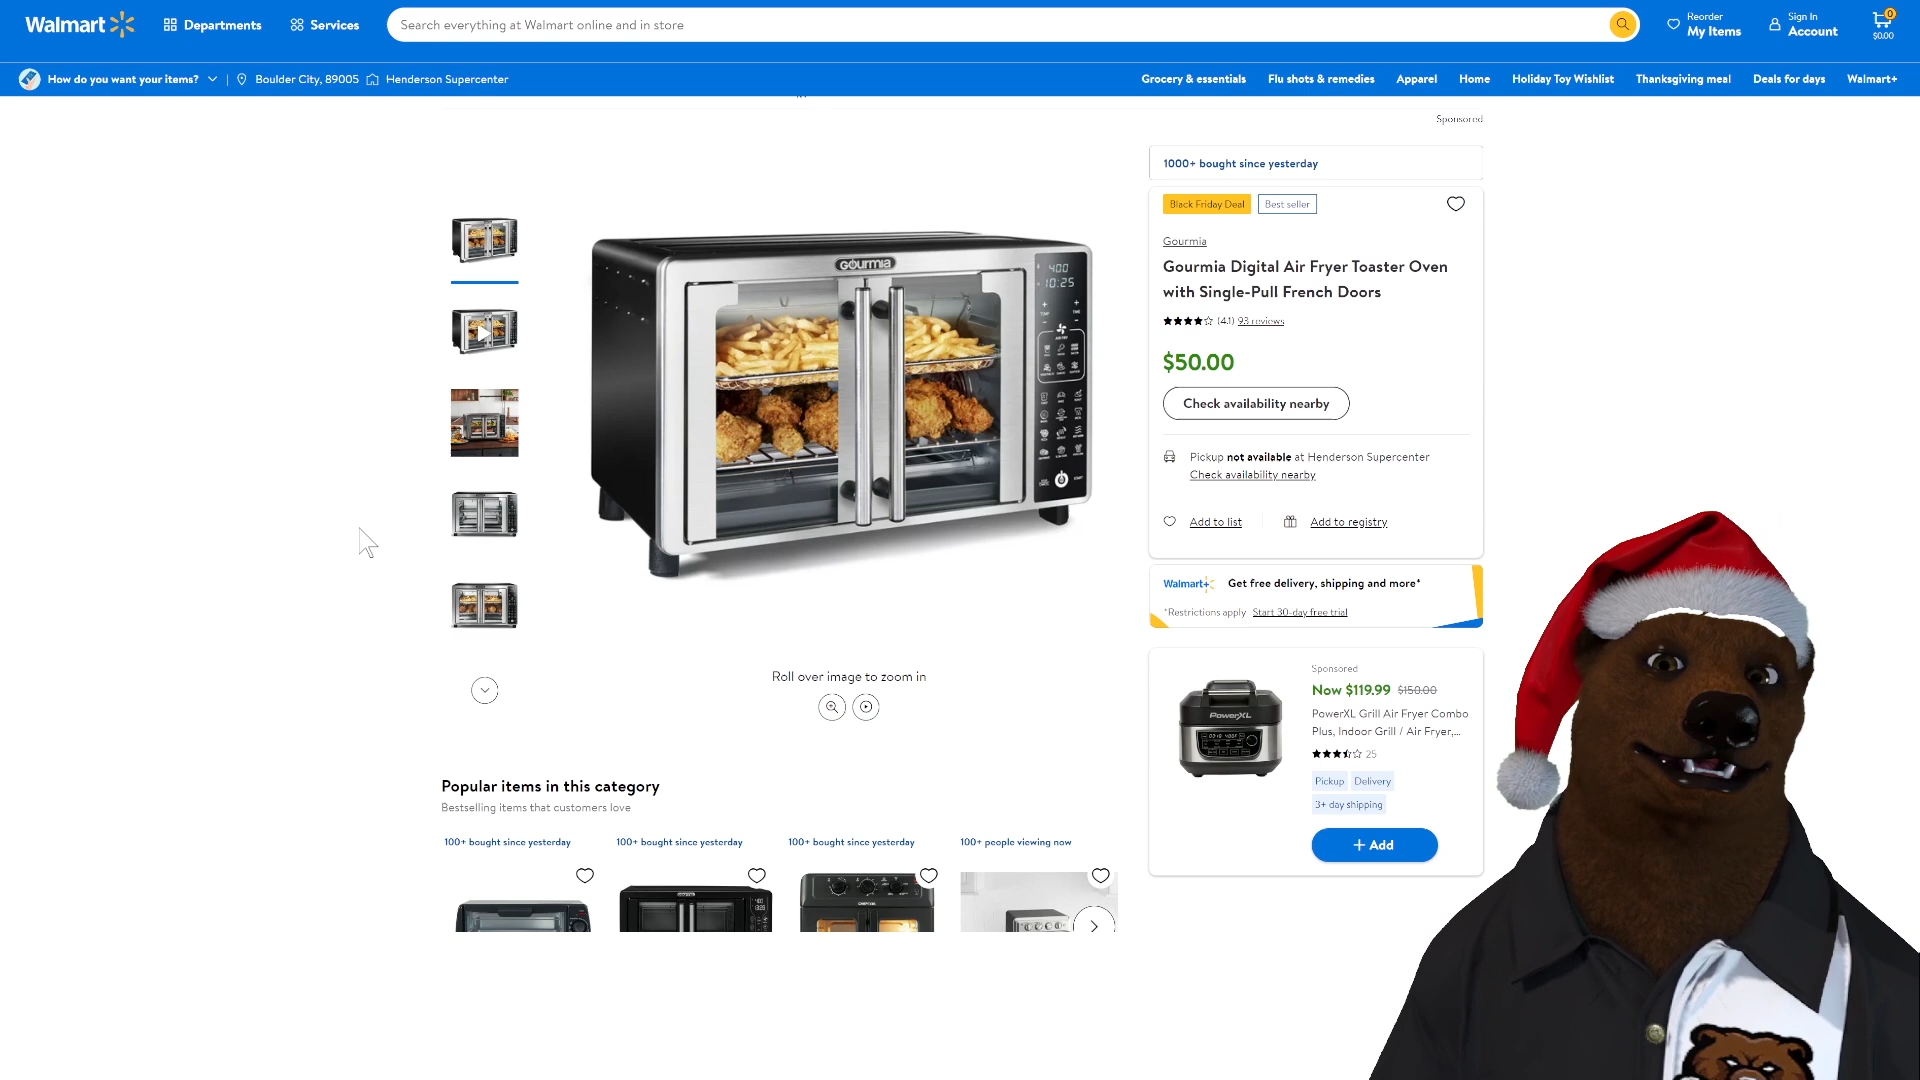 Walmart
Departments
Services
Search everything at Walmart online and in store
Reorder
My Items
Sign In
Account
0
$0.00
How do you want your items?
Boulder City, 89005
Henderson Supercenter
Grocery & essentials
Flu shots & remedies
Apparel
Home
Holiday Toy Wishlist
Thanksgiving meal
Deals for days
Walmart+
Sponsored
1000+ bought since yesterday
Black Friday Deal
Best seller
Gourmia
Gourmia Digital Air Fryer Toaster Oven
with Single-Pull French Doors
(4.1) 93 reviews
$50.00
Check availability nearby
Pickup not available at Henderson Supercenter
Check availability nearby
Add to list
Add to registry
GOURMIA
400
10:25
Roll over image to zoom in
Walmart+
Get free delivery, shipping and more*
*Restrictions apply
Start 30-day free trial
Sponsored
Now $119.99 $150.00
PowerXL Grill Air Fryer Combo
Plus, Indoor Grill / Air Fryer,...
25
Pickup
Delivery
3+ day shipping
+ Add
PowerXL
Popular items in this category
Bestselling items that customers love
100+ bought since yesterday
100+ bought since yesterday
100+ bought since yesterday
100+ people viewing now